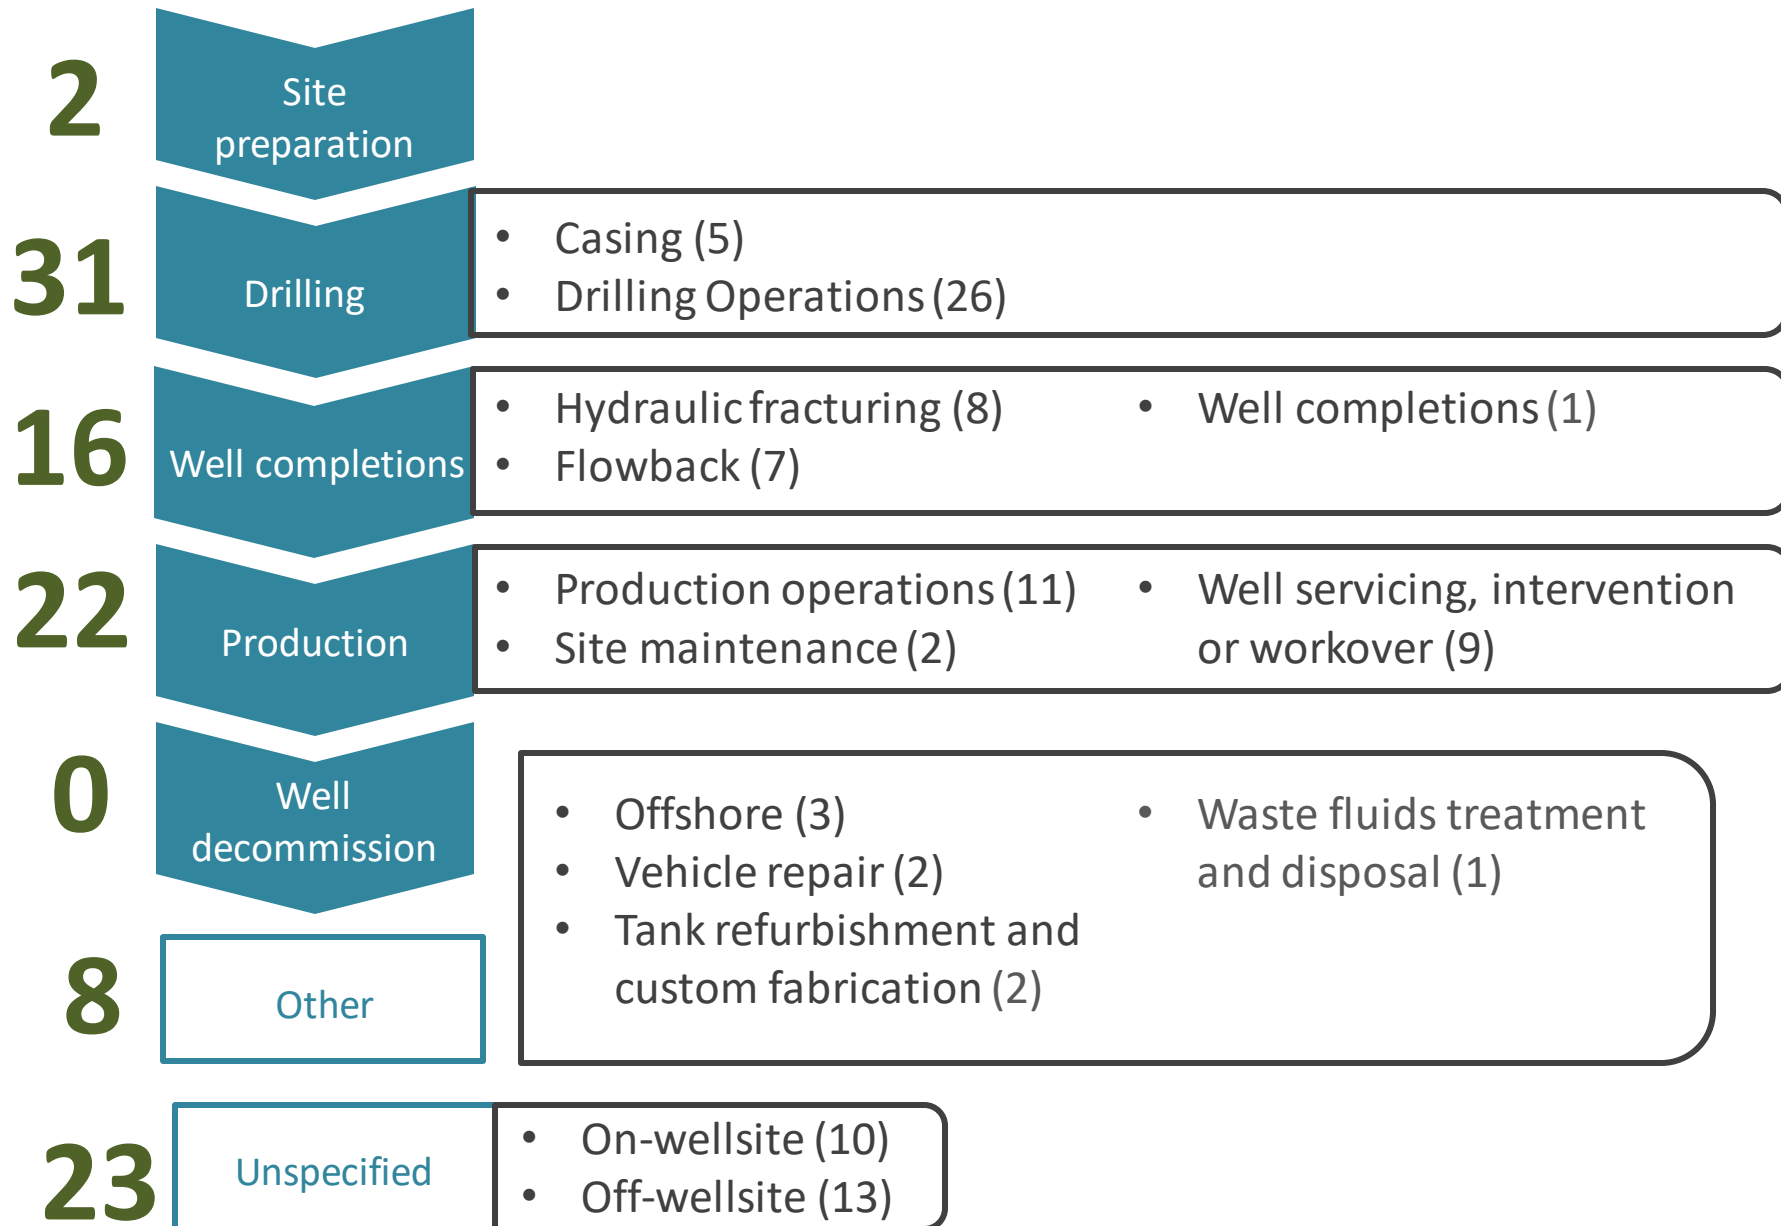 2
Site
preparation
31
Drilling
• Casing (5)
• Drilling Operations (26)
16
Well completions
• Hydraulic fracturing (8)
• Flowback (7)
• Well completions (1)
22
Production
• Production operations (11)
• Site maintenance (2)
• Well servicing, intervention
or workover (9)
0
Well
decommission
8
Other
• Offshore (3)
• Vehicle repair (2)
• Tank refurbishment and
custom fabrication (2)
• Waste fluids treatment
and disposal (1)
23
Unspecified
• On-wellsite (10)
• Off-wellsite (13)